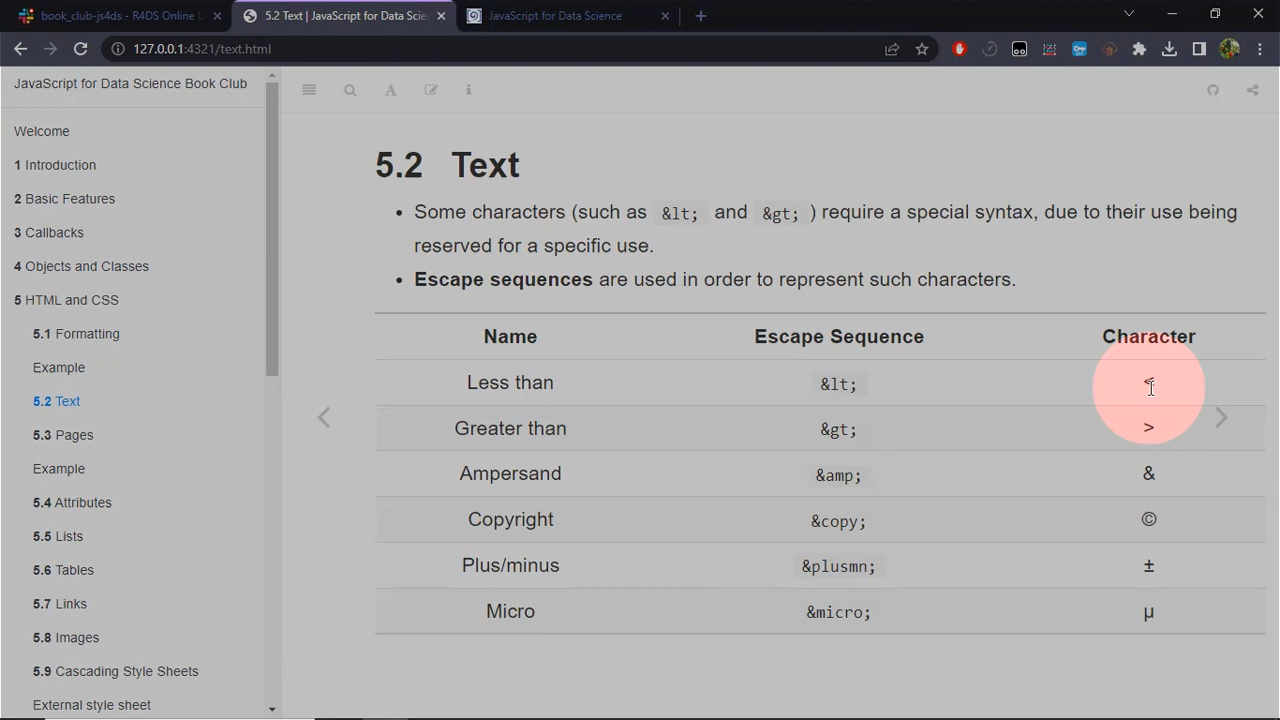 book_club-js4ds - R4DS Online L
5.2 Text | JavaScript for Data Scien
JavaScript for Data Science
127.0.0.1:4321/text.html
JavaScript for Data Science Book Club
Welcome
1 Introduction
2 Basic Features
3 Callbacks
4 Objects and Classes
5 HTML and CSS
5.1 Formatting
Example
5.2 Text
5.3 Pages
Example
5.4 Attributes
5.5 Lists
5.6 Tables
5.7 Links
5.8 Images
5.9 Cascading Style Sheets
External style sheet
5.2 Text
• Some characters (such as &lt; and &gt; ) require a special syntax, due to their use being
reserved for a specific use.
• Escape sequences are used in order to represent such characters.
Name Escape Sequence Character
Less than &lt; <
Greater than &gt; >
Ampersand &amp; &
Copyright &copy; ©
Plus/minus &plusmn; ±
Micro &micro; µ